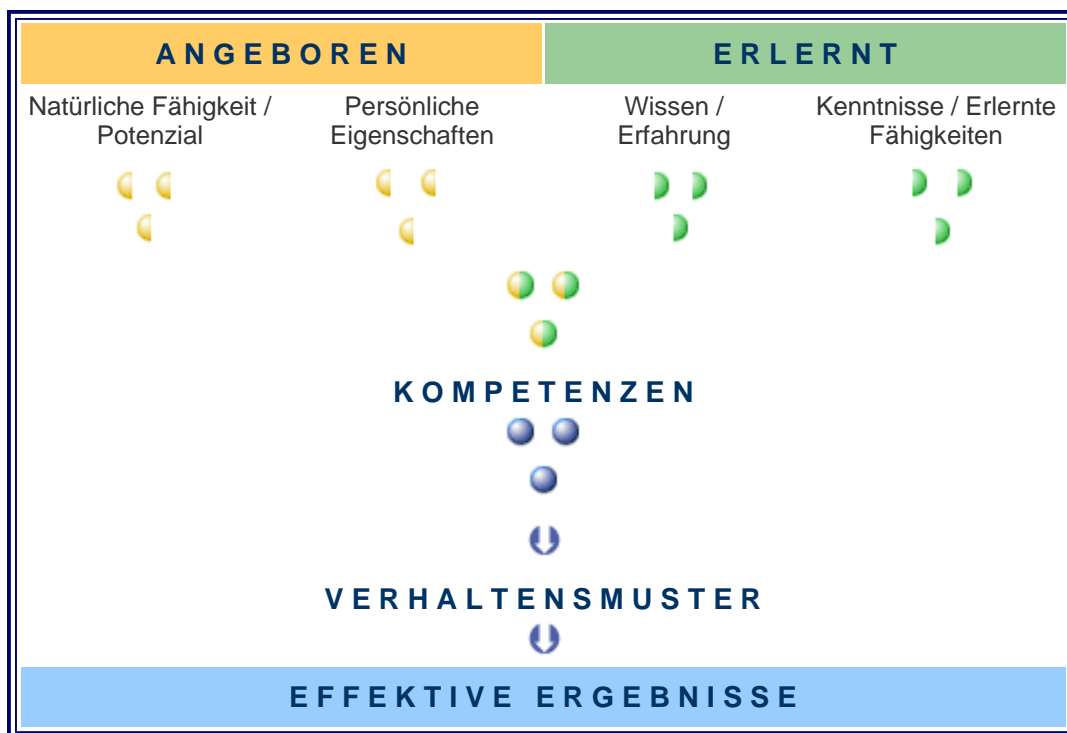 ANGEBOREN
ERLERNT
Natürliche Fähigkeit /
Potenzial
Persönliche
Eigenschaften
Wissen /
Erfahrung
Kenntnisse / Erlernte
Fähigkeiten
KOMPETENZEN
VERHALTENSMUSTER
EFFEKTIVE ERGEBNISSE